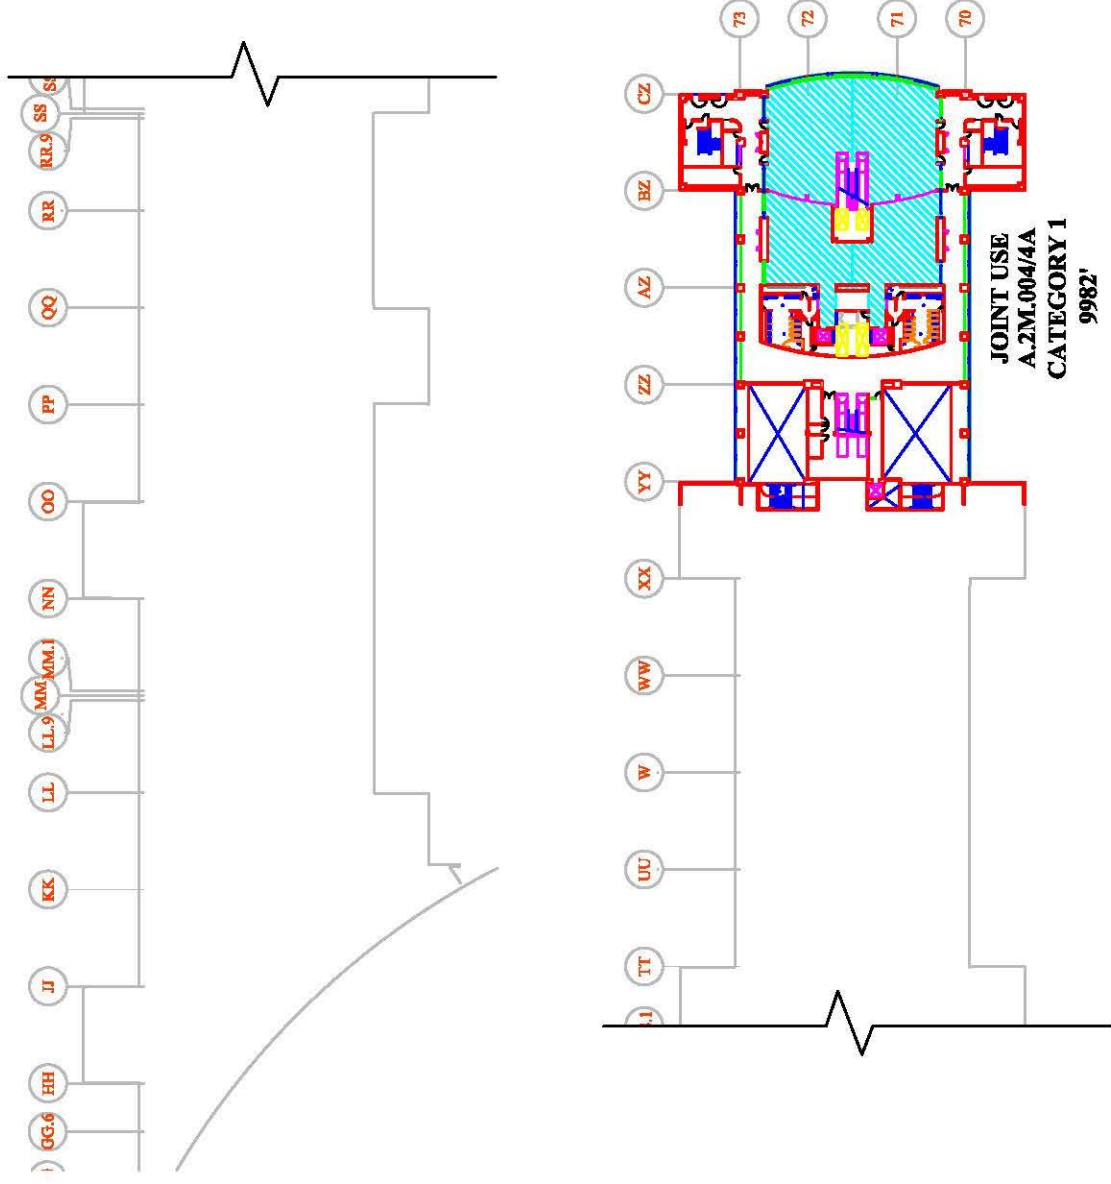 SS
RR.9
RR
QQ
PP
OO
NN
MM.1
MM
LL.9
LL
KK
JJ
HH
GG.6
73
72
71
70
CZ
BZ
AZ
ZZ
YY
XX
WW
W
UU
TT
JOINT USE
A.2M.004/4A
CATEGORY 1
9982'